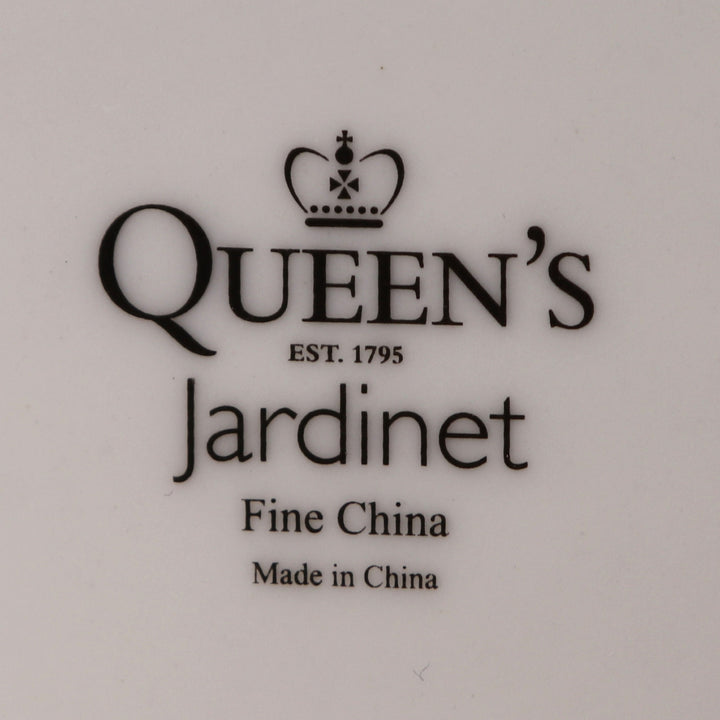 QUEEN'S
EST. 1795
Jardinet
Fine China
Made in China